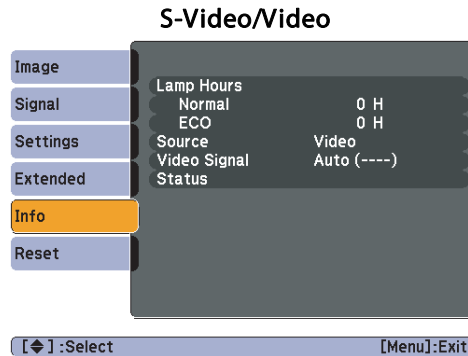 S-Video/Video
Image
Signal
Settings
Extended
Info
Reset
Lamp Hours
Normal 0 H
ECO 0 H
Source Video
Video Signal Auto (----)
Status
[◆] :Select [Menu]:Exit